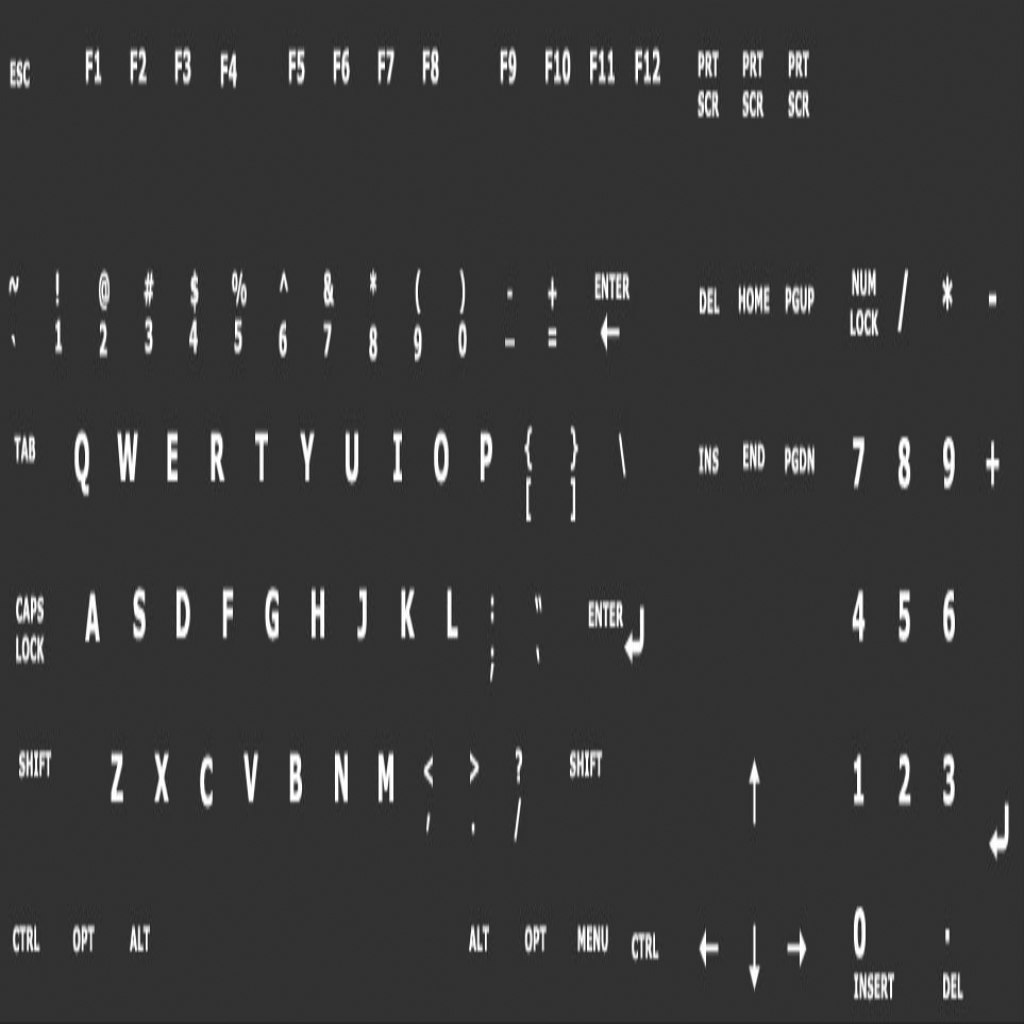 ESC F1 F2 F3 F4 F5 F6 F7 F8 F9 F10 F11 F12 PRT PRT PRT
SCR SCR SCR
~ ! @ # $ % ^ & * ( ) - + ENTER DEL HOME PGUP NUM / * -
` 1 2 3 4 5 6 7 8 9 0 _ = ← LOCK
TAB Q W E R T Y U I O P { } \ INS END PGDN 7 8 9 +
[ ]
CAPS A S D F G H J K L : " ENTER ↵ 4 5 6
LOCK ; '
SHIFT Z X C V B N M < > ? SHIFT ↑ 1 2 3
, . / ↵
CTRL OPT ALT ALT OPT MENU CTRL ← ↓ → 0 .
INSERT DEL